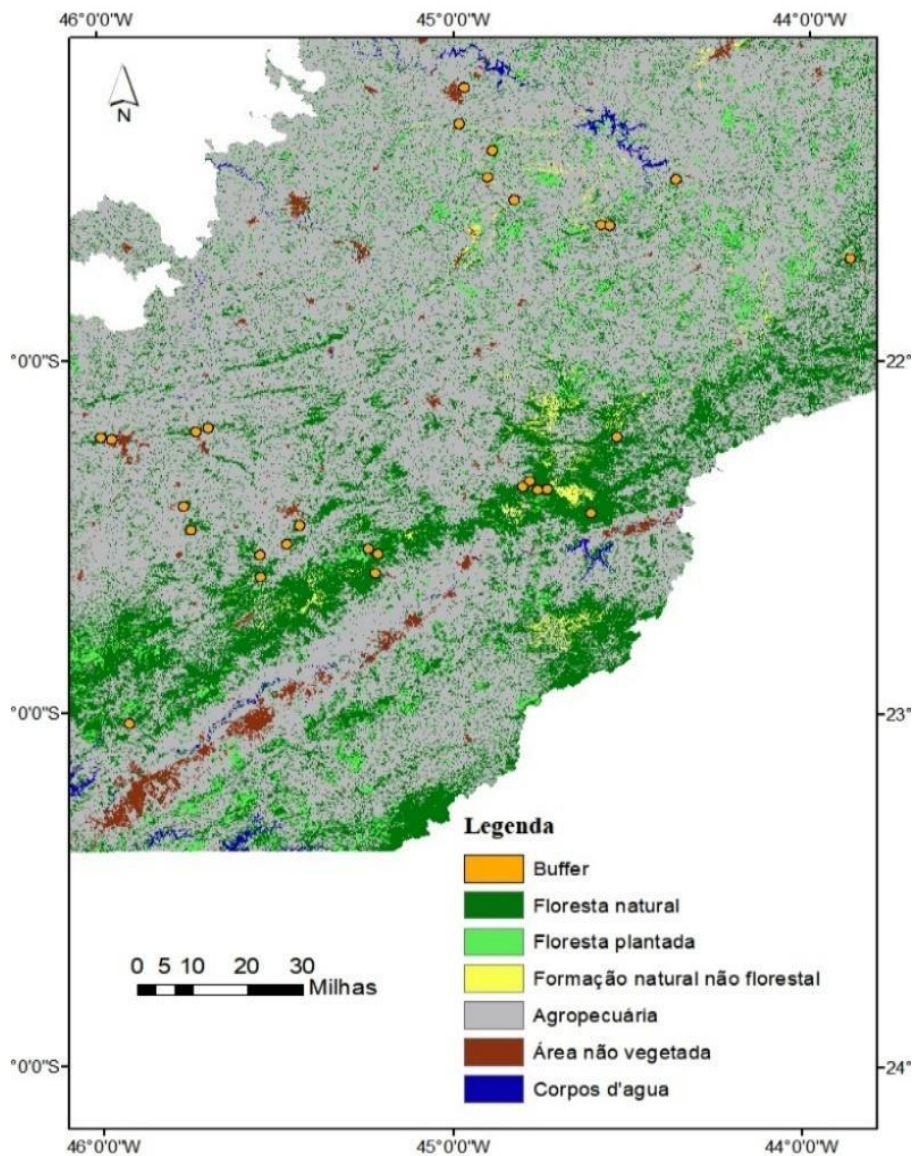 46°0'0"W 45°0'0"W 44°0'0"W
N
°0'0"S 22°
°0'0"S 23°
Legenda
Buffer
Floresta natural
Floresta plantada
Formação natural não florestal
Agropecuária
Área não vegetada
Corpos d'agua
0 5 10 20 30
Milhas
°0'0"S 24°
46°0'0"W 45°0'0"W 44°0'0"W